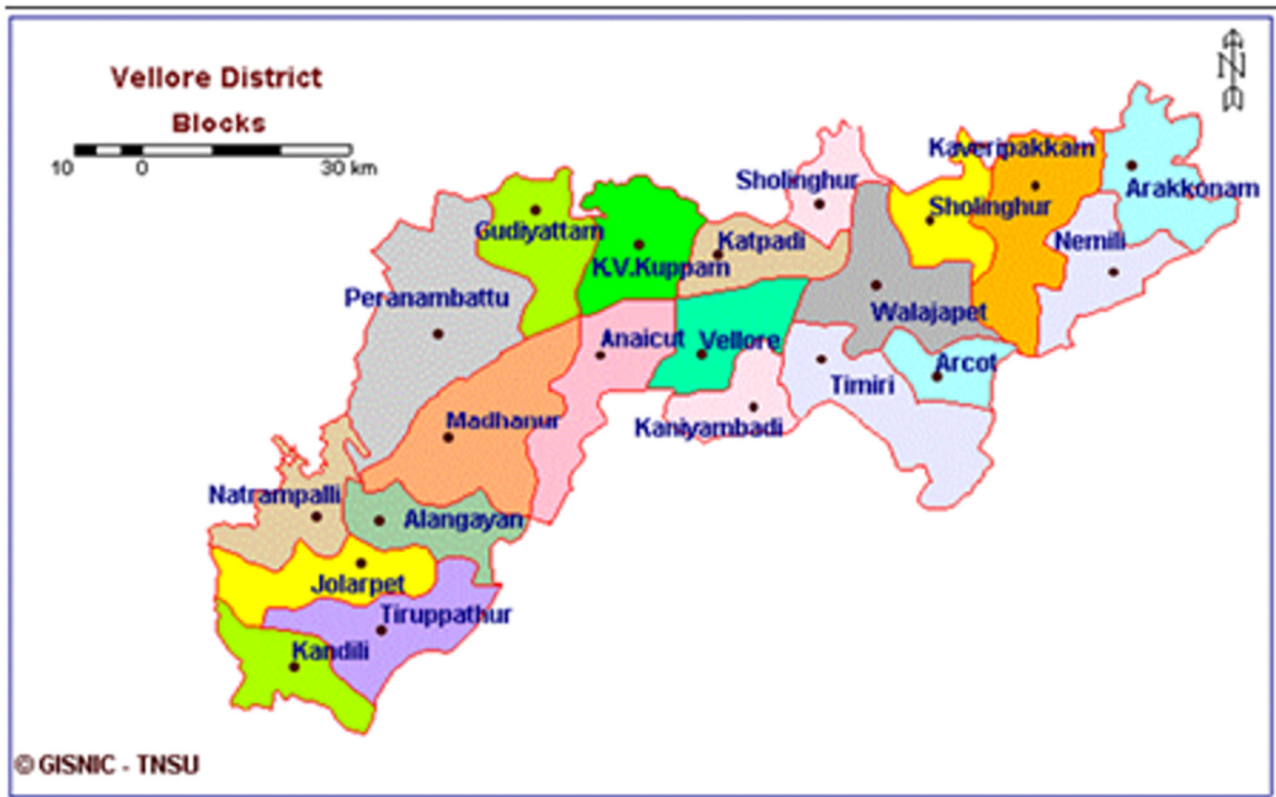 Vellore District
Blocks
10 0 30 km
N
Kaveripakkam
Sholinghur
Arakkonam
Sholinghur
Gudiyattam
Katpadi
Nemili
K.V.Kuppam
Peranambattu
Walajapet
Anaicut
Vellore
Arcot
Timiri
Madhanur
Kaniyambadi
Natrampalli
Alangayan
Jolarpet
Tiruppathur
Kandili
© GISNIC - TNSU